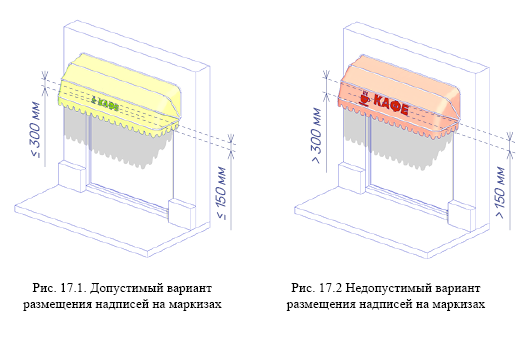 КАФЕ
≤ 300 мм
≤ 150 мм
КАФЕ
> 300 мм
> 150 мм
Рис. 17.1. Допустимый вариант
размещения надписей на маркизах
Рис. 17.2 Недопустимый вариант
размещения надписей на маркизах